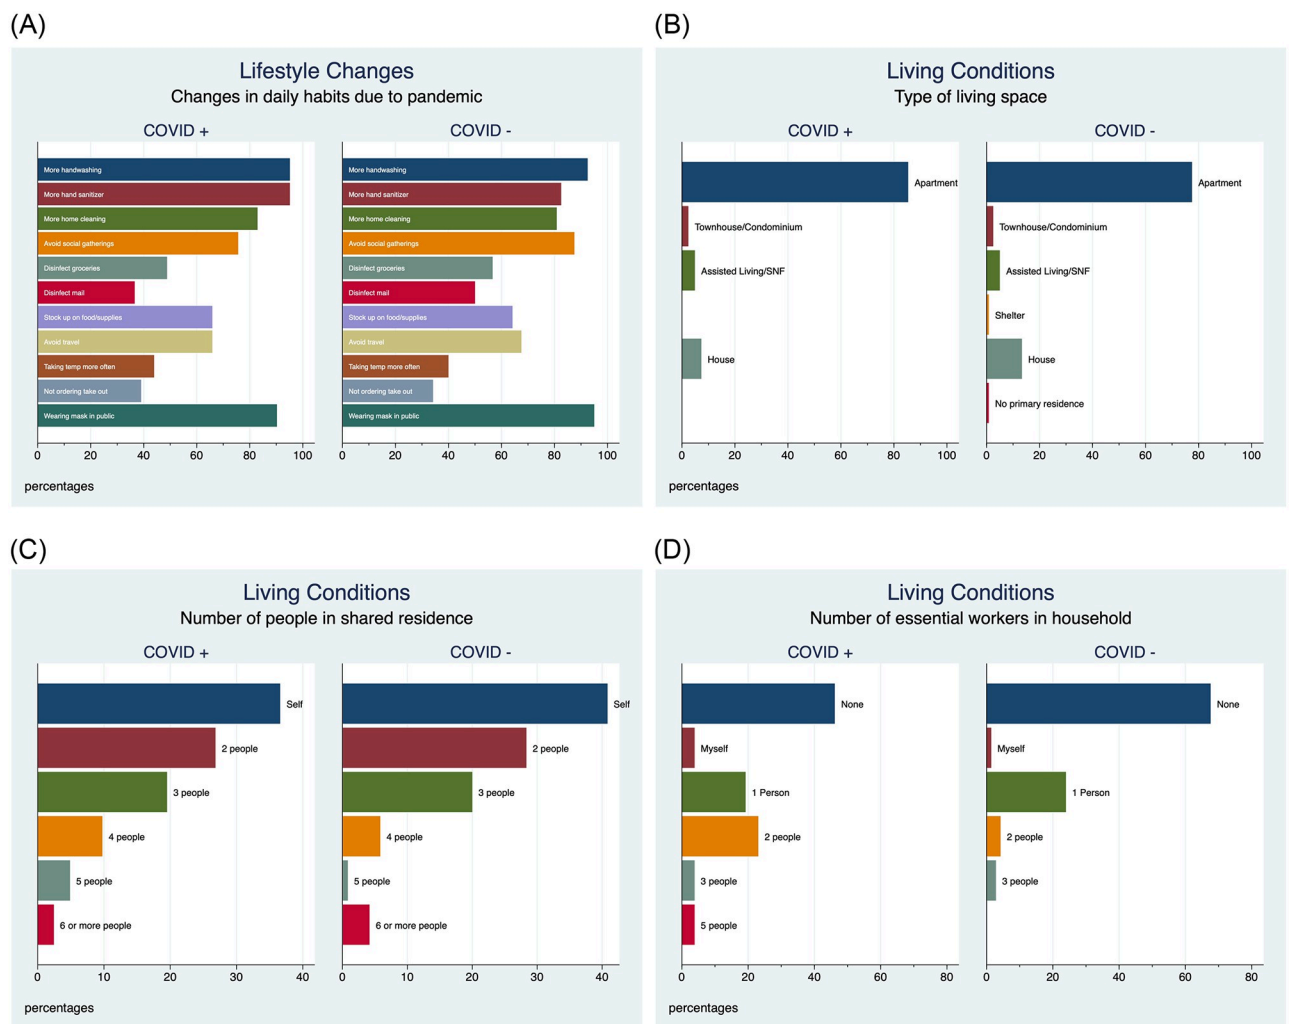 (A)
Lifestyle Changes
Changes in daily habits due to pandemic
COVID +
COVID -
More handwashing
More hand sanitizer
More home cleaning
Avoid social gatherings
Disinfect groceries
Disinfect mail
Stock up on food/supplies
Avoid travel
Taking temp more often
Not ordering take out
Wearing mask in public
0 20 40 60 80 100
More handwashing
More hand sanitizer
More home cleaning
Avoid social gatherings
Disinfect groceries
Disinfect mail
Stock up on food/supplies
Avoid travel
Taking temp more often
Not ordering take out
Wearing mask in public
0 20 40 60 80 100
percentages
(B)
Living Conditions
Type of living space
COVID +
COVID -
Apartment
Townhouse/Condominium
Assisted Living/SNF
House
0 20 40 60 80 100
Apartment
Townhouse/Condominium
Assisted Living/SNF
Shelter
House
No primary residence
0 20 40 60 80 100
percentages
(C)
Living Conditions
Number of people in shared residence
COVID +
COVID -
Self
2 people
3 people
4 people
5 people
6 or more people
0 10 20 30 40
Self
2 people
3 people
4 people
5 people
6 or more people
0 10 20 30 40
percentages
(D)
Living Conditions
Number of essential workers in household
COVID +
COVID -
None
Myself
1 Person
2 people
3 people
5 people
0 20 40 60 80
None
Myself
1 Person
2 people
3 people
0 20 40 60 80
percentages